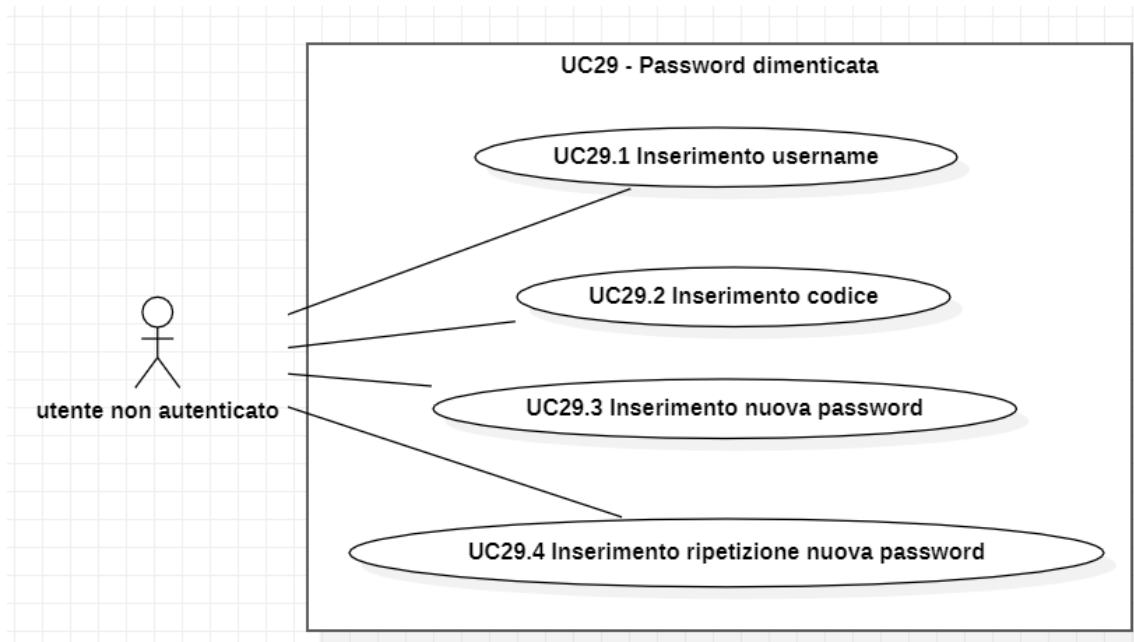 UC29 - Password dimenticata
UC29.1 Inserimento username
UC29.2 Inserimento codice
utente non autenticato
UC29.3 Inserimento nuova password
UC29.4 Inserimento ripetizione nuova password